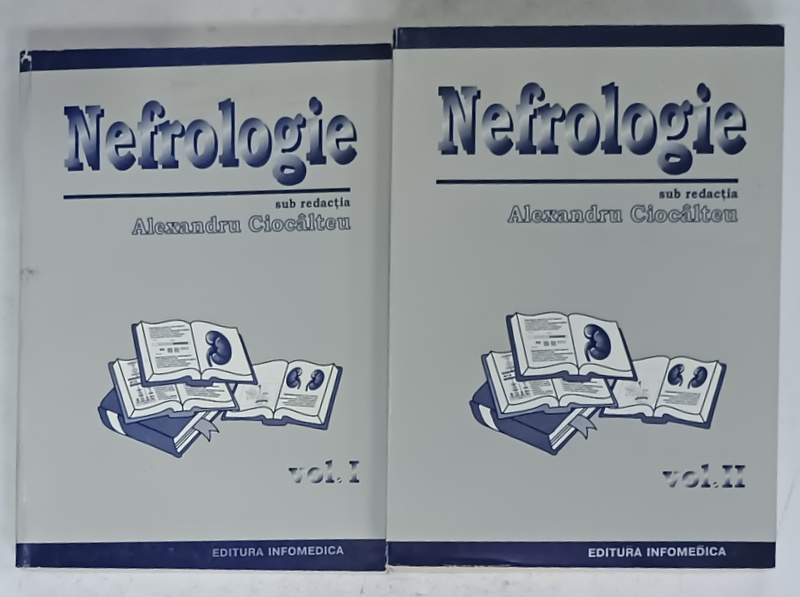 Nefrologie
sub redacția
Alexandru Ciocâlteu
vol. I
EDITURA INFOMEDICA
Nefrologie
sub redacția
Alexandru Ciocâlteu
vol. II
EDITURA INFOMEDICA